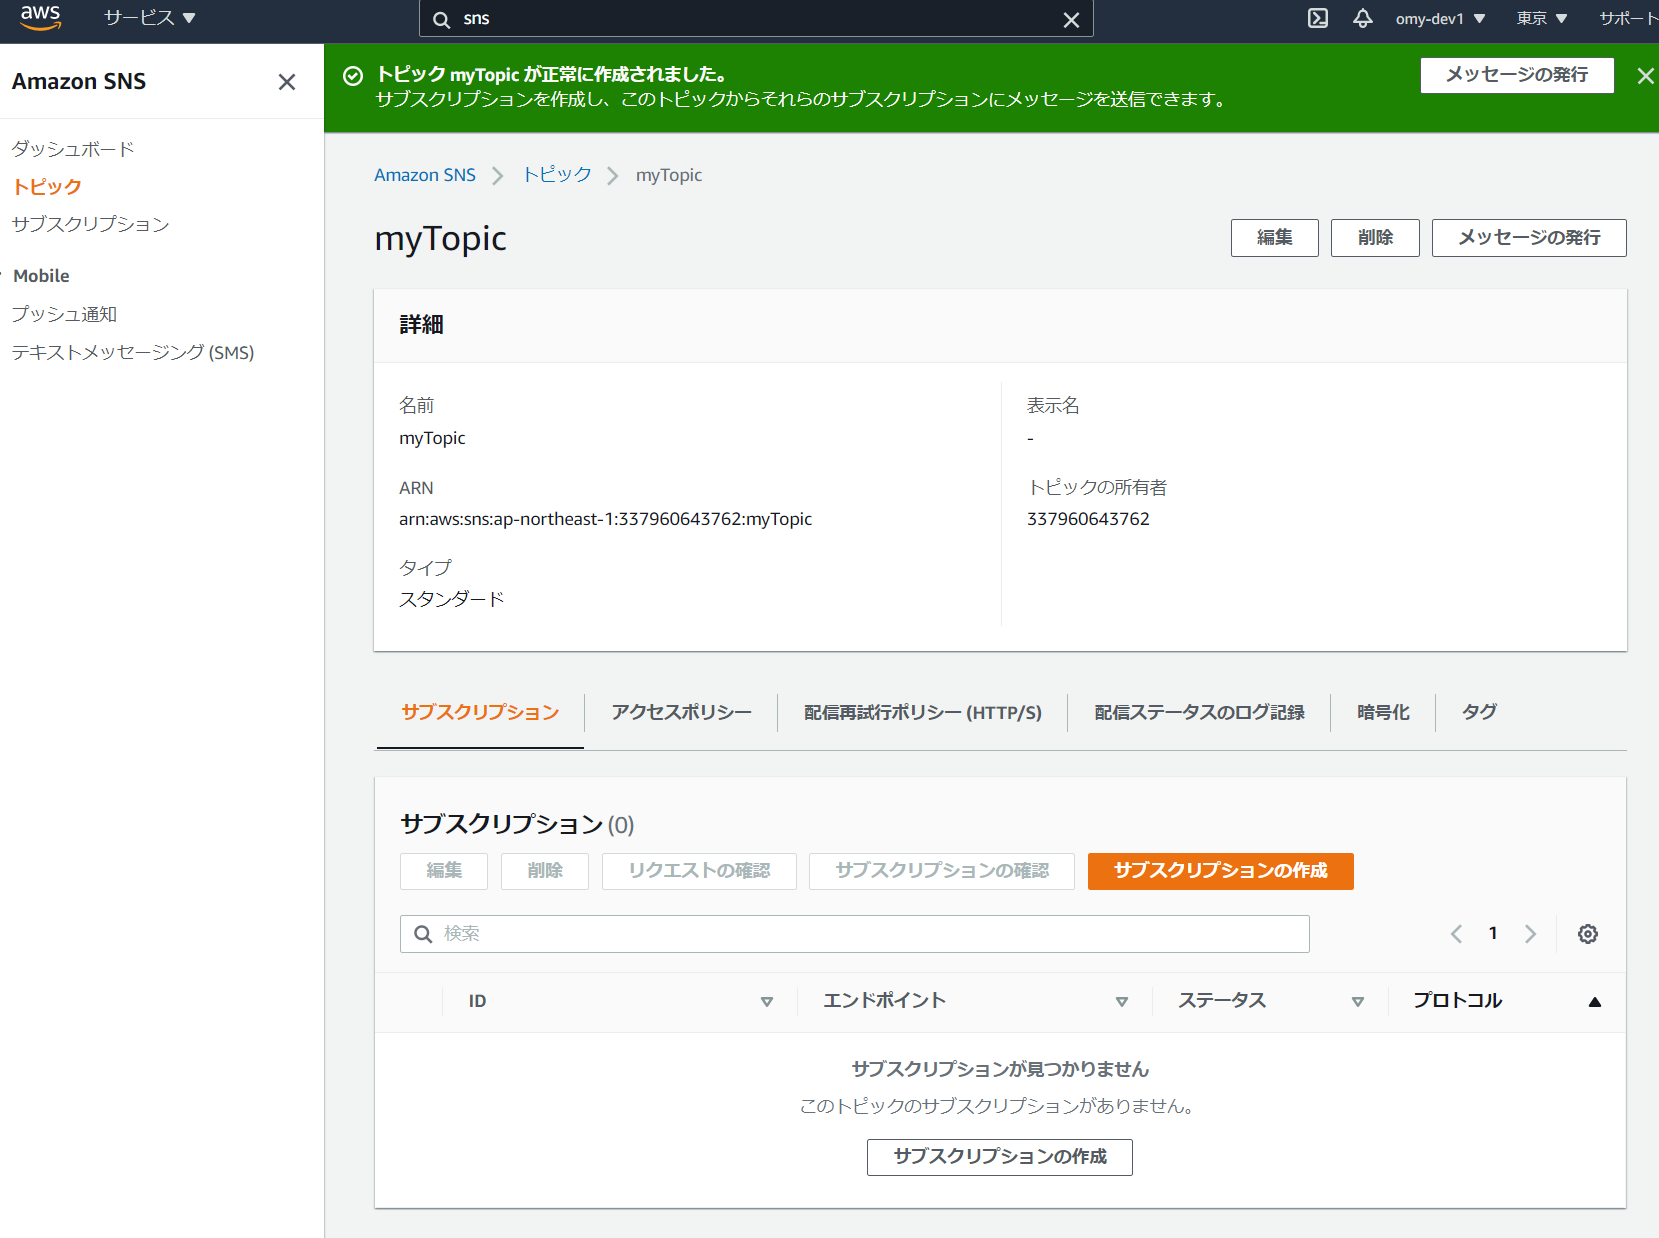 aws
サービス ▼
sns
omy-dev1 ▼
東京 ▼
サポート
Amazon SNS
ダッシュボード
トピック
サブスクリプション
Mobile
プッシュ通知
テキストメッセージング (SMS)
トピック myTopic が正常に作成されました。
サブスクリプションを作成し、このトピックからそれらのサブスクリプションにメッセージを送信できます。
メッセージの発行
Amazon SNS
トピック
myTopic
myTopic
編集
削除
メッセージの発行
詳細
名前
myTopic
ARN
arn:aws:sns:ap-northeast-1:337960643762:myTopic
タイプ
スタンダード
表示名
-
トピックの所有者
337960643762
サブスクリプション
アクセスポリシー
配信再試行ポリシー (HTTP/S)
配信ステータスのログ記録
暗号化
タグ
サブスクリプション (0)
編集
削除
リクエストの確認
サブスクリプションの確認
サブスクリプションの作成
検索
1
ID
エンドポイント
ステータス
プロトコル
サブスクリプションが見つかりません
このトピックのサブスクリプションがありません。
サブスクリプションの作成